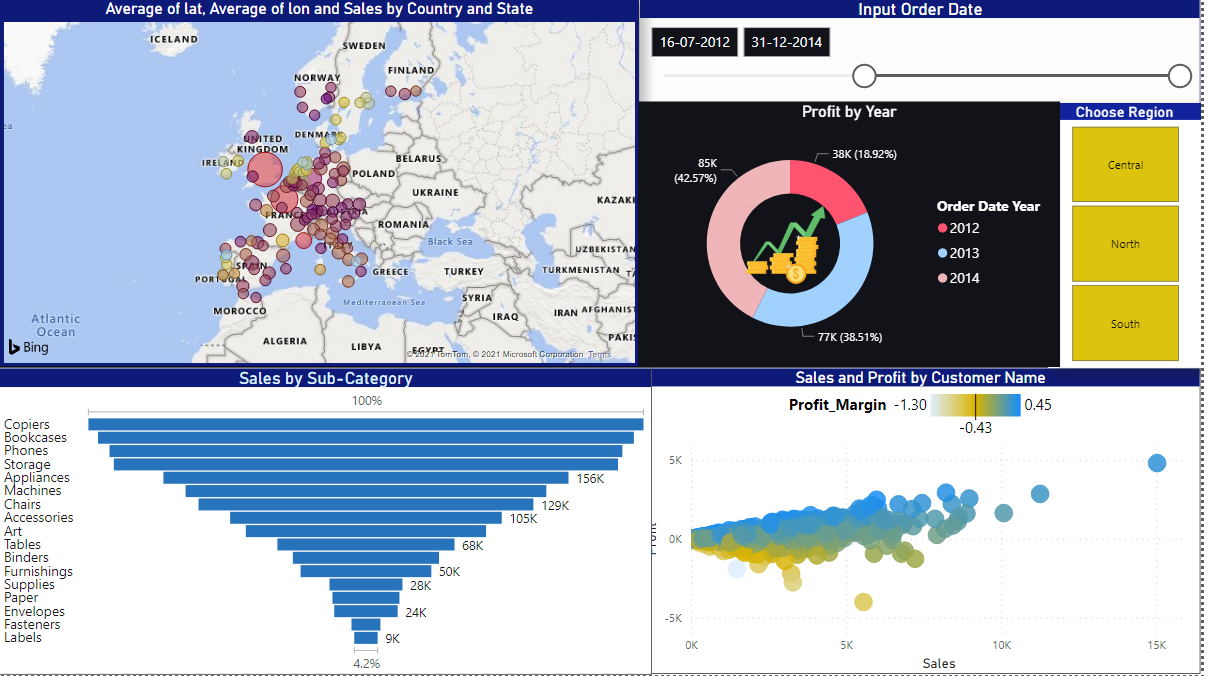 Average of lat, Average of lon and Sales by Country and State
ICELAND
SWEDEN
FINLAND
NORWAY
DENMARK
UNITED
KINGDOM
IRELAND
BELARUS
POLAND
UKRAINE
FRANCE
ROMANIA
Black Sea
SPAIN
PORTUGAL
GREECE
TURKEY
UZBEKISTAN
TURKMENISTAN
Mediterranean Sea
SYRIA
MOROCCO
IRAQ
IRAN
AFGHANIST
Atlantic
Ocean
ALGERIA
LIBYA
EGYPT
PAKIS
KAZAK
Bing
© 2021 TomTom, © 2021 Microsoft Corporation Terms
Input Order Date
16-07-2012 31-12-2014
Profit by Year
38K (18.92%)
85K
(42.57%)
77K (38.51%)
Order Date Year
2012
2013
2014
Choose Region
Central
North
South
Sales by Sub-Category
100%
Copiers
Bookcases
Phones
Storage
Appliances 156K
Machines
Chairs 129K
Accessories 105K
Art
Tables 68K
Binders
Furnishings 50K
Supplies 28K
Paper
Envelopes 24K
Fasteners
Labels 9K
4.2%
Sales and Profit by Customer Name
Profit_Margin -1.30 0.45
-0.43
5K
0K
-5K
Profit
0K 5K 10K 15K
Sales